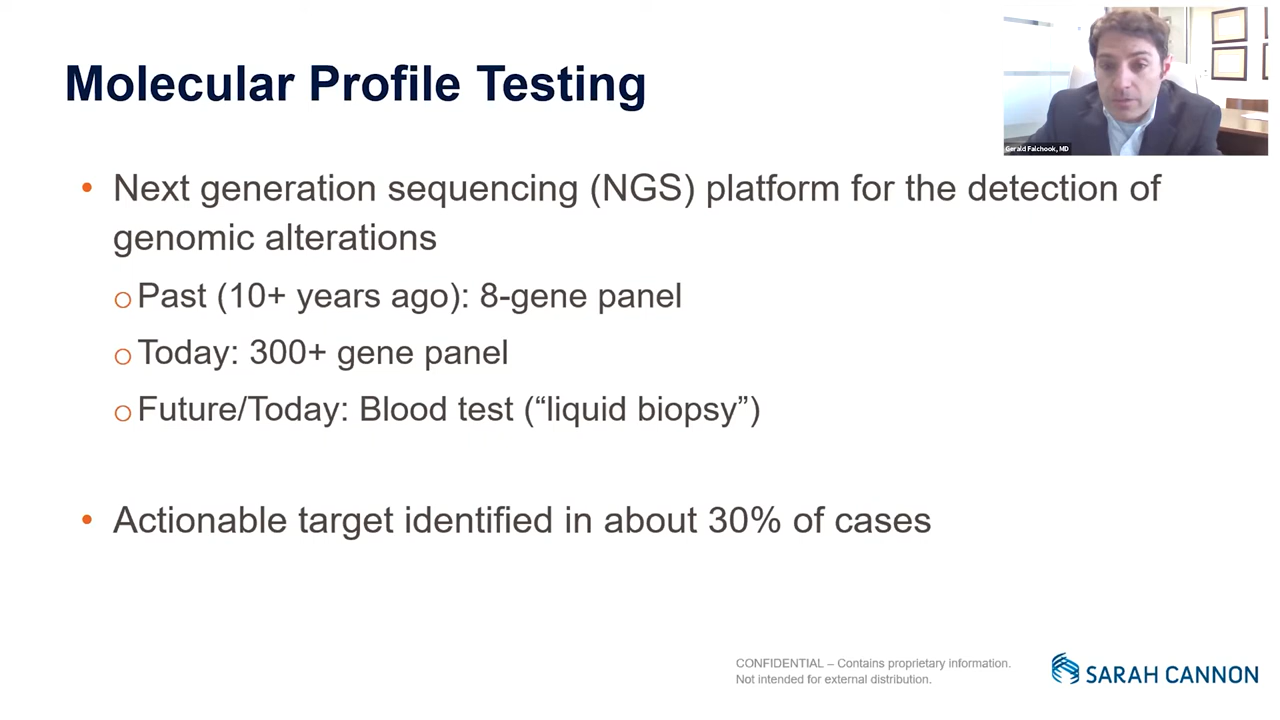 Molecular Profile Testing
Gerald Falchook, MD
• Next generation sequencing (NGS) platform for the detection of
genomic alterations
o Past (10+ years ago): 8-gene panel
o Today: 300+ gene panel
o Future/Today: Blood test (“liquid biopsy”)
• Actionable target identified in about 30% of cases
CONFIDENTIAL – Contains proprietary information.
Not intended for external distribution.
SARAH CANNON